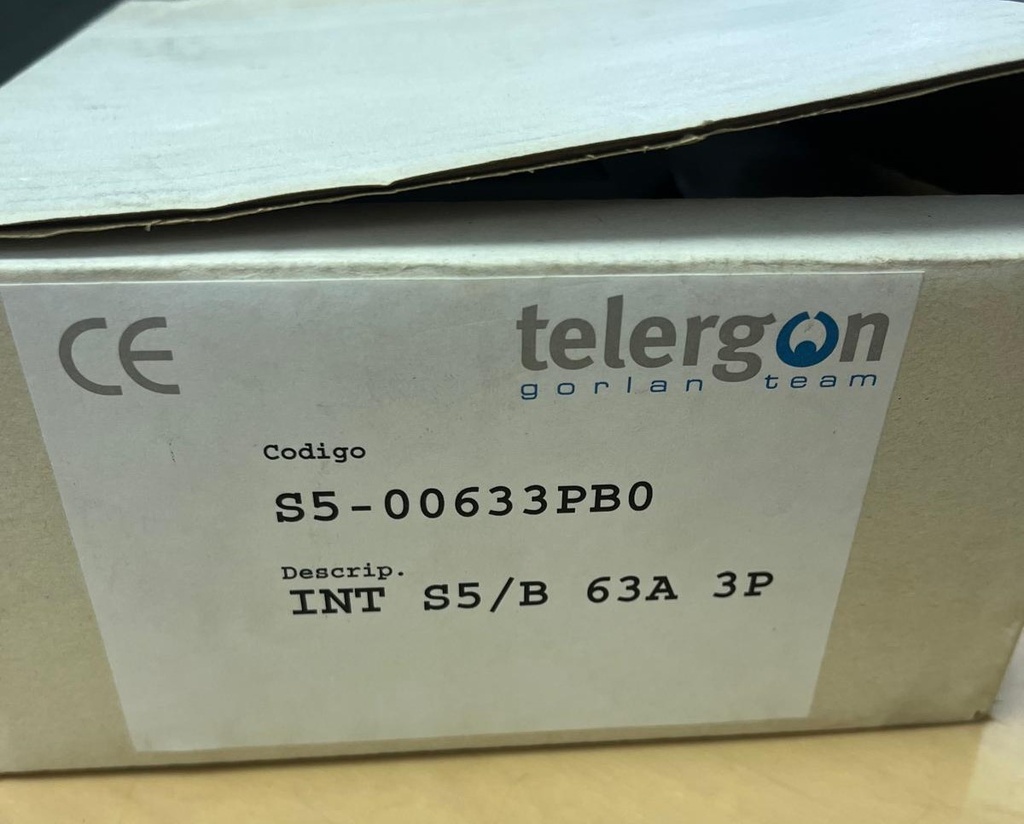 CE
telergon
gorlan team
Codigo
S5-00633PB0
Descrip.
INT S5/B 63A 3P